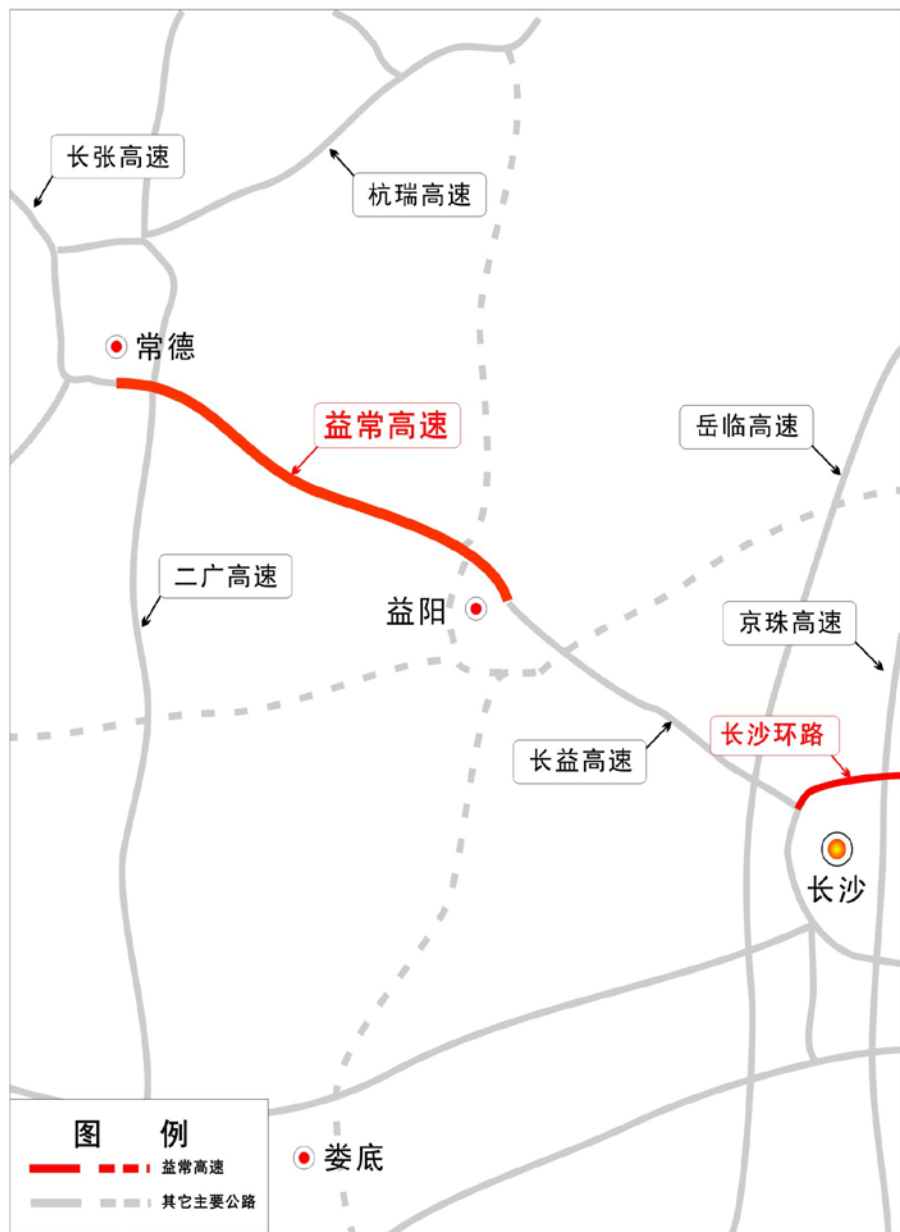 长张高速
杭瑞高速
常德
益常高速
岳临高速
二广高速
益阳
京珠高速
长沙环路
长益高速
长沙
图 例
益常高速
其它主要公路
娄底